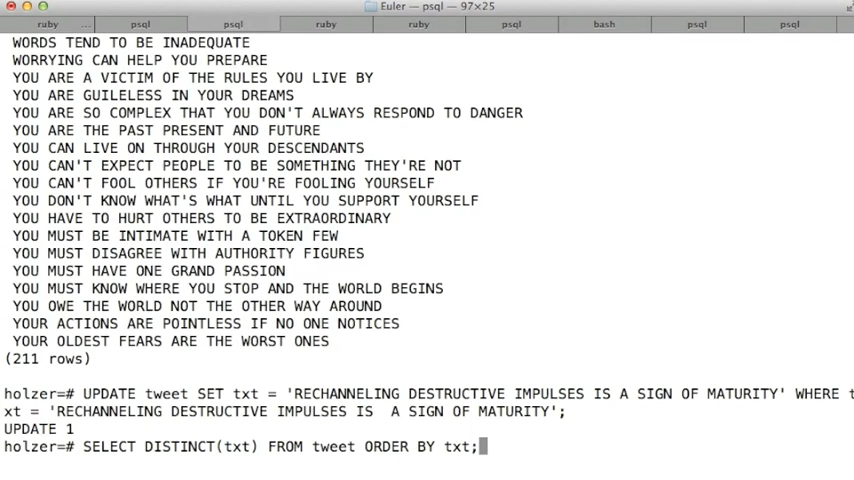 Euler — psql — 97×25
ruby ... psql psql ruby ruby psql bash psql psql
WORDS TEND TO BE INADEQUATE
WORRYING CAN HELP YOU PREPARE
YOU ARE A VICTIM OF THE RULES YOU LIVE BY
YOU ARE GUILELESS IN YOUR DREAMS
YOU ARE SO COMPLEX THAT YOU DON'T ALWAYS RESPOND TO DANGER
YOU ARE THE PAST PRESENT AND FUTURE
YOU CAN LIVE ON THROUGH YOUR DESCENDANTS
YOU CAN'T EXPECT PEOPLE TO BE SOMETHING THEY'RE NOT
YOU CAN'T FOOL OTHERS IF YOU'RE FOOLING YOURSELF
YOU DON'T KNOW WHAT'S WHAT UNTIL YOU SUPPORT YOURSELF
YOU HAVE TO HURT OTHERS TO BE EXTRAORDINARY
YOU MUST BE INTIMATE WITH A TOKEN FEW
YOU MUST DISAGREE WITH AUTHORITY FIGURES
YOU MUST HAVE ONE GRAND PASSION
YOU MUST KNOW WHERE YOU STOP AND THE WORLD BEGINS
YOU OWE THE WORLD NOT THE OTHER WAY AROUND
YOUR ACTIONS ARE POINTLESS IF NO ONE NOTICES
YOUR OLDEST FEARS ARE THE WORST ONES
(211 rows)
holzer=# UPDATE tweet SET txt = 'RECHANNELING DESTRUCTIVE IMPULSES IS A SIGN OF MATURITY' WHERE t
xt = 'RECHANNELING DESTRUCTIVE IMPULSES IS  A SIGN OF MATURITY';
UPDATE 1
holzer=# SELECT DISTINCT(txt) FROM tweet ORDER BY txt;